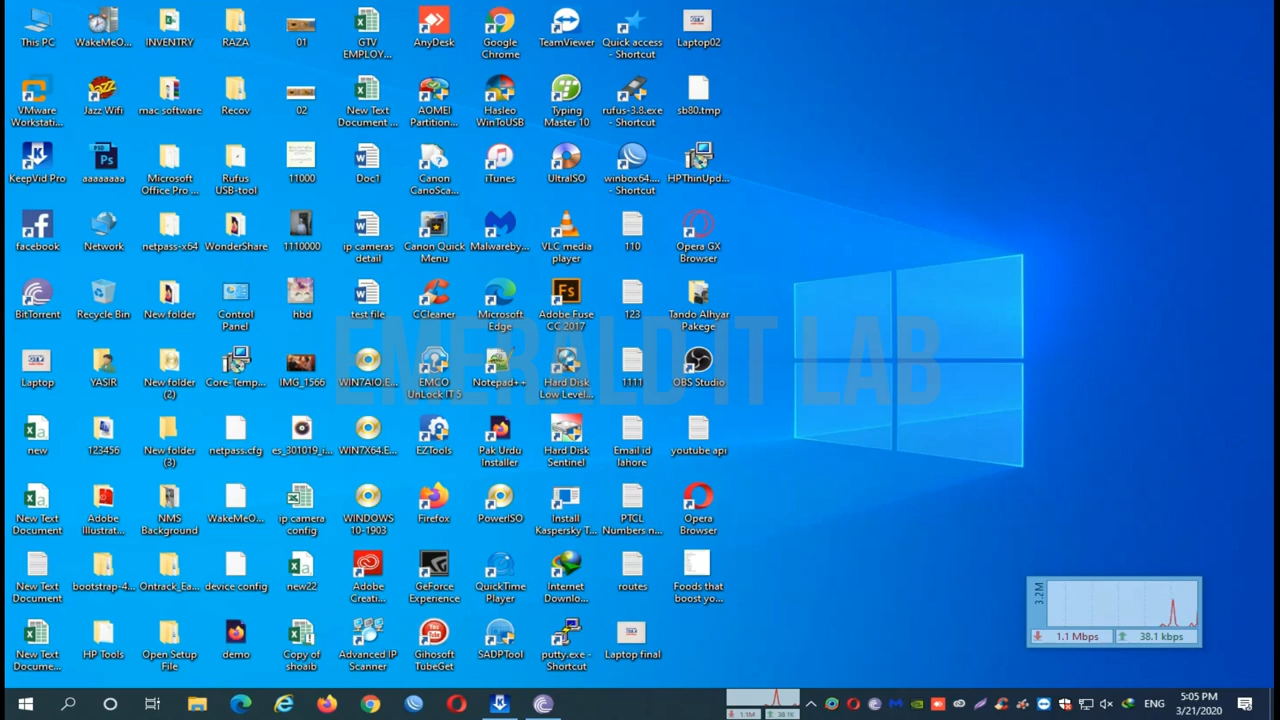 This PC
WakeMeO...
INVENTRY
RAZA
01
GTV
EMPLOY...
AnyDesk
Google
Chrome
TeamViewer
Quick access
- Shortcut
Laptop02
VMware
Workstati...
Jazz Wifi
mac software
Recov
02
New Text
Document ...
AOMEI
Partition...
Hasleo
WinToUSB
Typing
Master 10
rufus-3.8.exe
- Shortcut
sb80.tmp
KeepVid Pro
aaaaaaaa
Microsoft
Office Pro ...
Rufus
USB-tool
11000
Doc1
Canon
CanoSca...
iTunes
UltraISO
winbox64....
- Shortcut
HPThinUpd...
facebook
Network
netpass-x64
WonderShare
1110000
ip cameras
detail
Canon Quick
Menu
Malwareby...
VLC media
player
110
Opera GX
Browser
BitTorrent
Recycle Bin
New folder
Control
Panel
hbd
test file
CCleaner
Microsoft
Edge
Adobe Fuse
CC 2017
123
Tando Alhyar
Pakege
EMERALD IT LAB
Laptop
YASIR
New folder
(2)
Core-Temp...
IMG_1566
WIN7AIO.E...
EMCO
UnLock IT 5
Notepad++
Hard Disk
Low Level...
1111
OBS Studio
new
123456
New folder
(3)
netpass.cfg
es_301019_i...
WIN7X64.E...
EZTools
Pak Urdu
Installer
Hard Disk
Sentinel
Email id
lahore
youtube api
New Text
Document
Adobe
Illustrat...
NMS
Background
WakeMeO...
ip camera
config
WINDOWS
10-1903
Firefox
PowerISO
Install
Kaspersky T...
PTCL
Numbers n...
Opera
Browser
New Text
Document
bootstrap-4...
Ontrack_Ea...
device config
new22
Adobe
Creati...
GeForce
Experience
QuickTime
Player
Internet
Downlo...
routes
Foods that
boost yo...
New Text
Docume...
HP Tools
Open Setup
File
demo
Copy of
shoaib
Advanced IP
Scanner
Gihosoft
TubeGet
SADPTool
putty.exe -
Shortcut
Laptop final
3.2M
1.1 Mbps
38.1 kbps
1.1M
38.1K
ENG
5:05 PM
3/21/2020